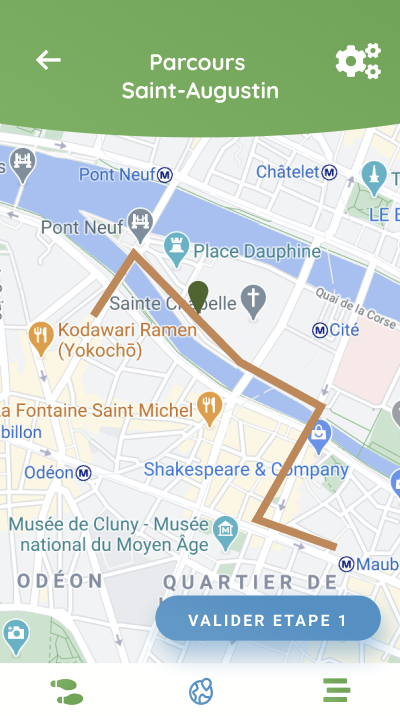 Parcours
Saint-Augustin
s
Pont Neuf M
Châtelet M
T
LE B
Pont Neuf
Place Dauphine
Quai de la Corse
Sainte Chapelle
M Cité
Kodawari Ramen
(Yokochō)
La Fontaine Saint Michel
billon
Shakespeare & Company
Odéon M
Musée de Cluny - Musée
national du Moyen Âge
M Maub
ODÉON
QUARTIER DE
VALIDER ETAPE 1